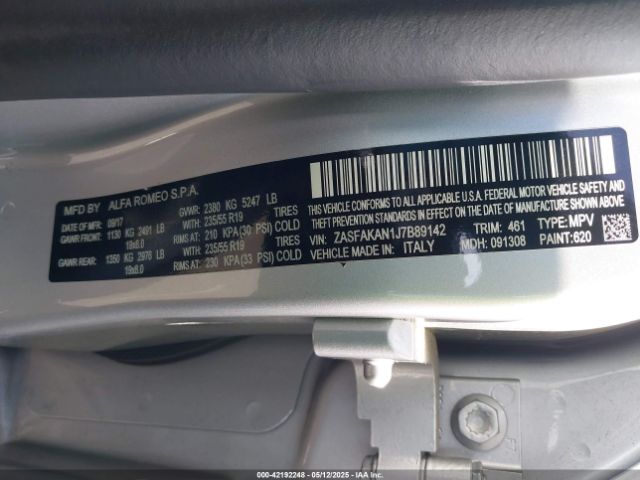 MFD BY ALFA ROMEO S.P.A.
DATE OF MFR: 09/17 GVWR: 2380 KG 5247 LB
GAWR FRONT: 1130 KG 2491 LB WITH: 235/55 R19 TIRES
19x8.0 RIMS AT: 210 KPA (30 PSI) COLD
GAWR REAR: 1350 KG 2976 LB WITH: 235/55 R19 TIRES
19x8.0 RIMS AT: 230 KPA (33 PSI) COLD
THIS VEHICLE CONFORMS TO ALL APPLICABLE U.S.A. FEDERAL MOTOR VEHICLE SAFETY
AND THEFT PREVENTION STANDARDS IN EFFECT ON THE DATE OF MANUFACTURE SHOWN ABOVE
VIN: ZASFAKAN1J7B89142 TRIM: 461 TYPE: MPV
VEHICLE MADE IN: ITALY MDH: 091308 PAINT: 620
000-42192248 - 05/12/2025 - IAAI.COM